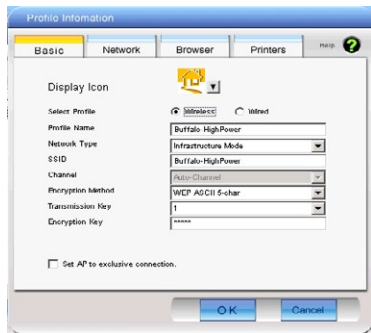 Profile Infomation
Basic Network Browser Printers Help
Display Icon
Select Profile Wireless Wired
Profile Name Buffalo HighPower
Network Type Infrastructure Mode
SSID Buffalo-HighPower
Channel Auto-Channel
Encryption Method WEP ASCII 5-char
Transmission Key 1
Encryption Key *****
Set AP to exclusive connection.
OK Cancel